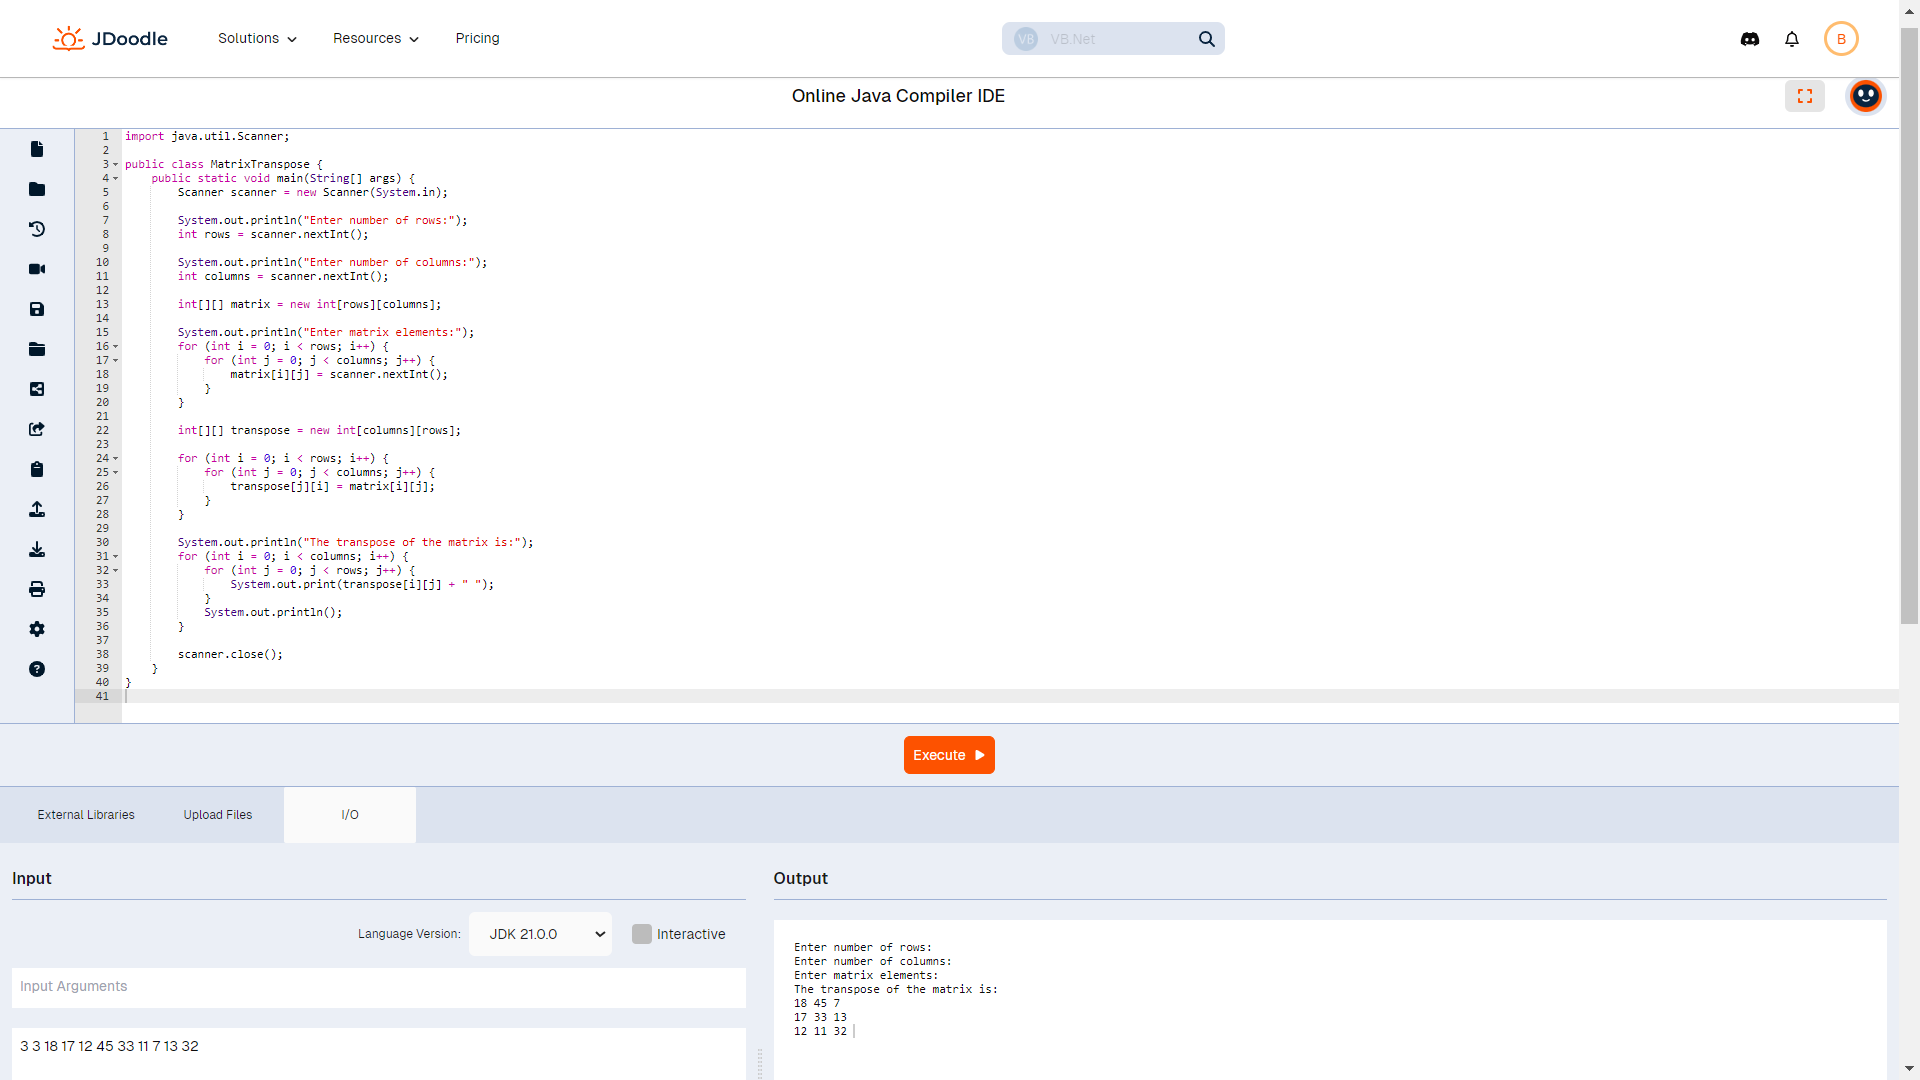 JDoodle
Solutions
Resources
Pricing
VB VB.Net
B
Online Java Compiler IDE
1 import java.util.Scanner;
2
3 public class MatrixTranspose {
4 public static void main(String[] args) {
5 Scanner scanner = new Scanner(System.in);
6
7 System.out.println("Enter number of rows:");
8 int rows = scanner.nextInt();
9
10 System.out.println("Enter number of columns:");
11 int columns = scanner.nextInt();
12
13 int[][] matrix = new int[rows][columns];
14
15 System.out.println("Enter matrix elements:");
16 for (int i = 0; i < rows; i++) {
17 for (int j = 0; j < columns; j++) {
18 matrix[i][j] = scanner.nextInt();
19 }
20 }
21
22 int[][] transpose = new int[columns][rows];
23
24 for (int i = 0; i < rows; i++) {
25 for (int j = 0; j < columns; j++) {
26 transpose[j][i] = matrix[i][j];
27 }
28 }
29
30 System.out.println("The transpose of the matrix is:");
31 for (int i = 0; i < columns; i++) {
32 for (int j = 0; j < rows; j++) {
33 System.out.print(transpose[i][j] + " ");
34 }
35 System.out.println();
36 }
37
38 scanner.close();
39 }
40 }
41
Execute
External Libraries
Upload Files
I/O
Input
Language Version: JDK 21.0.0
Interactive
Input Arguments
3 3 18 17 12 45 33 11 7 13 32
Output
Enter number of rows:
Enter number of columns:
Enter matrix elements:
The transpose of the matrix is:
18 45 7
17 33 13
12 11 32